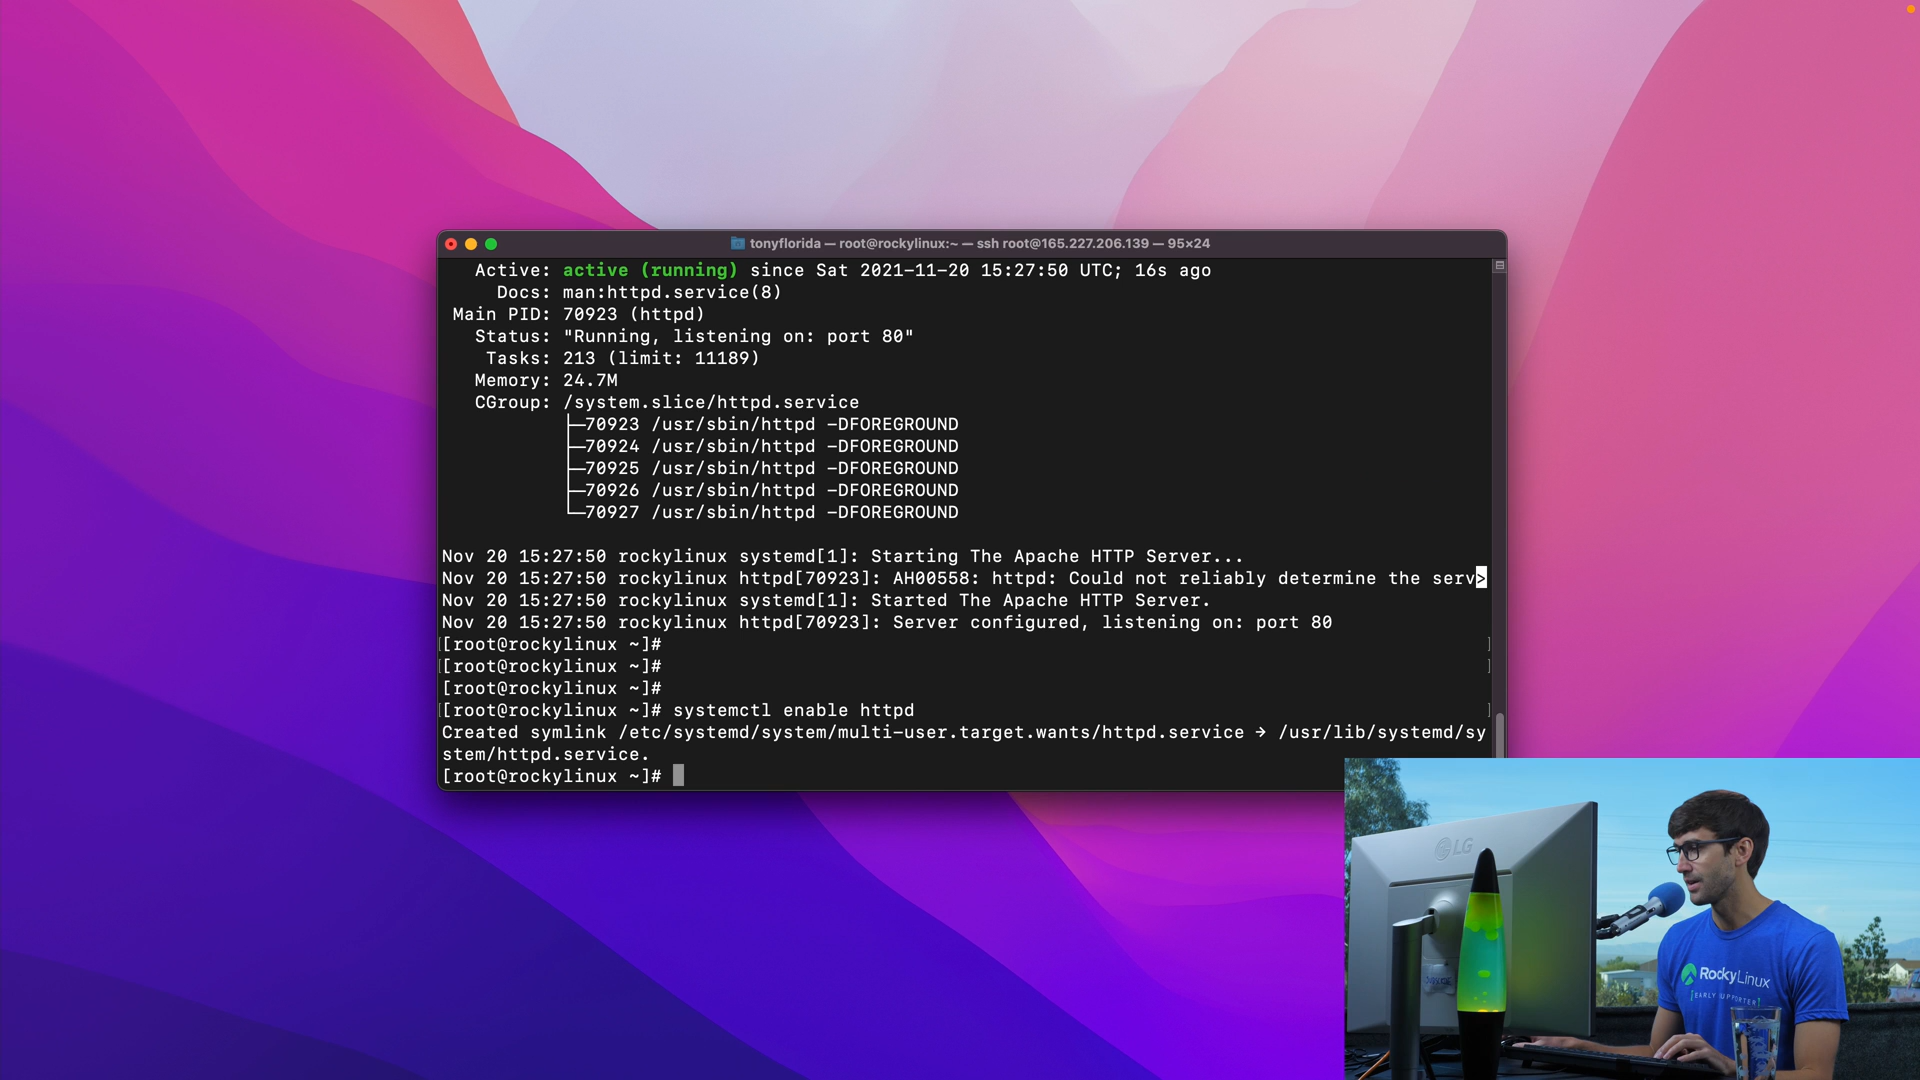 tonyflorida — root@rockylinux:~ — ssh root@165.227.206.139 — 95×24
Active: active (running) since Sat 2021-11-20 15:27:50 UTC; 16s ago
Docs: man:httpd.service(8)
Main PID: 70923 (httpd)
Status: "Running, listening on: port 80"
Tasks: 213 (limit: 11189)
Memory: 24.7M
CGroup: /system.slice/httpd.service
├─70923 /usr/sbin/httpd -DFOREGROUND
├─70924 /usr/sbin/httpd -DFOREGROUND
├─70925 /usr/sbin/httpd -DFOREGROUND
├─70926 /usr/sbin/httpd -DFOREGROUND
└─70927 /usr/sbin/httpd -DFOREGROUND
Nov 20 15:27:50 rockylinux systemd[1]: Starting The Apache HTTP Server...
Nov 20 15:27:50 rockylinux httpd[70923]: AH00558: httpd: Could not reliably determine the serv>
Nov 20 15:27:50 rockylinux systemd[1]: Started The Apache HTTP Server.
Nov 20 15:27:50 rockylinux httpd[70923]: Server configured, listening on: port 80
[root@rockylinux ~]#
[root@rockylinux ~]#
[root@rockylinux ~]#
[root@rockylinux ~]# systemctl enable httpd
Created symlink /etc/systemd/system/multi-user.target.wants/httpd.service → /usr/lib/systemd/sy
stem/httpd.service.
[root@rockylinux ~]#
LG
RockyLinux
[EARLY SUPPORTER]